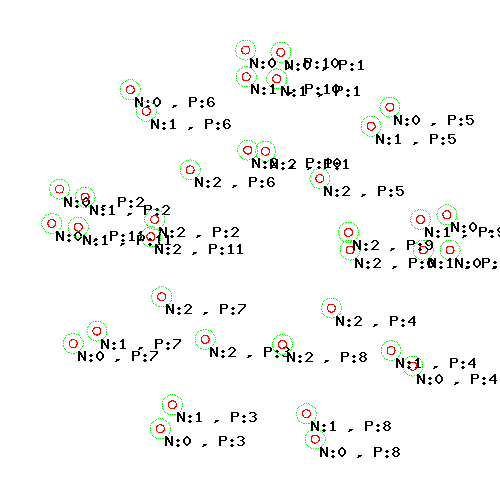 N:0 , P:10
N:0 , P:1
N:1 , P:10
N:1 , P:1
N:0 , P:6
N:1 , P:6
N:0 , P:5
N:1 , P:5
N:2 , P:10
N:2 , P:1
N:2 , P:6
N:2 , P:5
N:0 , P:2
N:1 , P:2
N:0 , P:11
N:1 , P:11
N:2 , P:2
N:2 , P:11
N:2 , P:9
N:1
N:0 P:9
N:2 , P:0
N:1
N:0 , P:
N:2 , P:7
N:2 , P:4
N:1 , P:7
N:0 , P:7
N:2 , P:3
N:2 , P:8
N:1 , P:4
N:0 , P:4
N:1 , P:3
N:0 , P:3
N:1 , P:8
N:0 , P:8